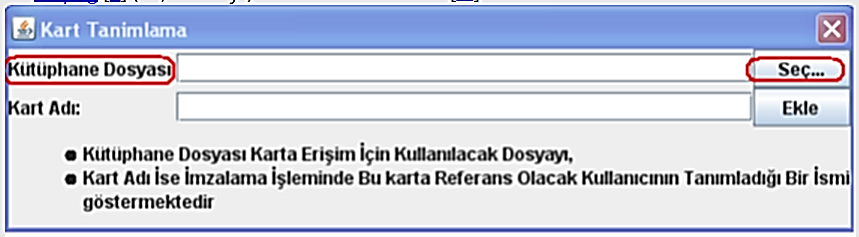 Kart Tanimlama
Kütüphane Dosyası
Seç...
Kart Adı:
Ekle
● Kütüphane Dosyası Karta Erişim İçin Kullanılacak Dosyayı,
● Kart Adı İse İmzalama İşleminde Bu karta Referans Olacak Kullanıcının Tanımladığı Bir İsmi
göstermektedir